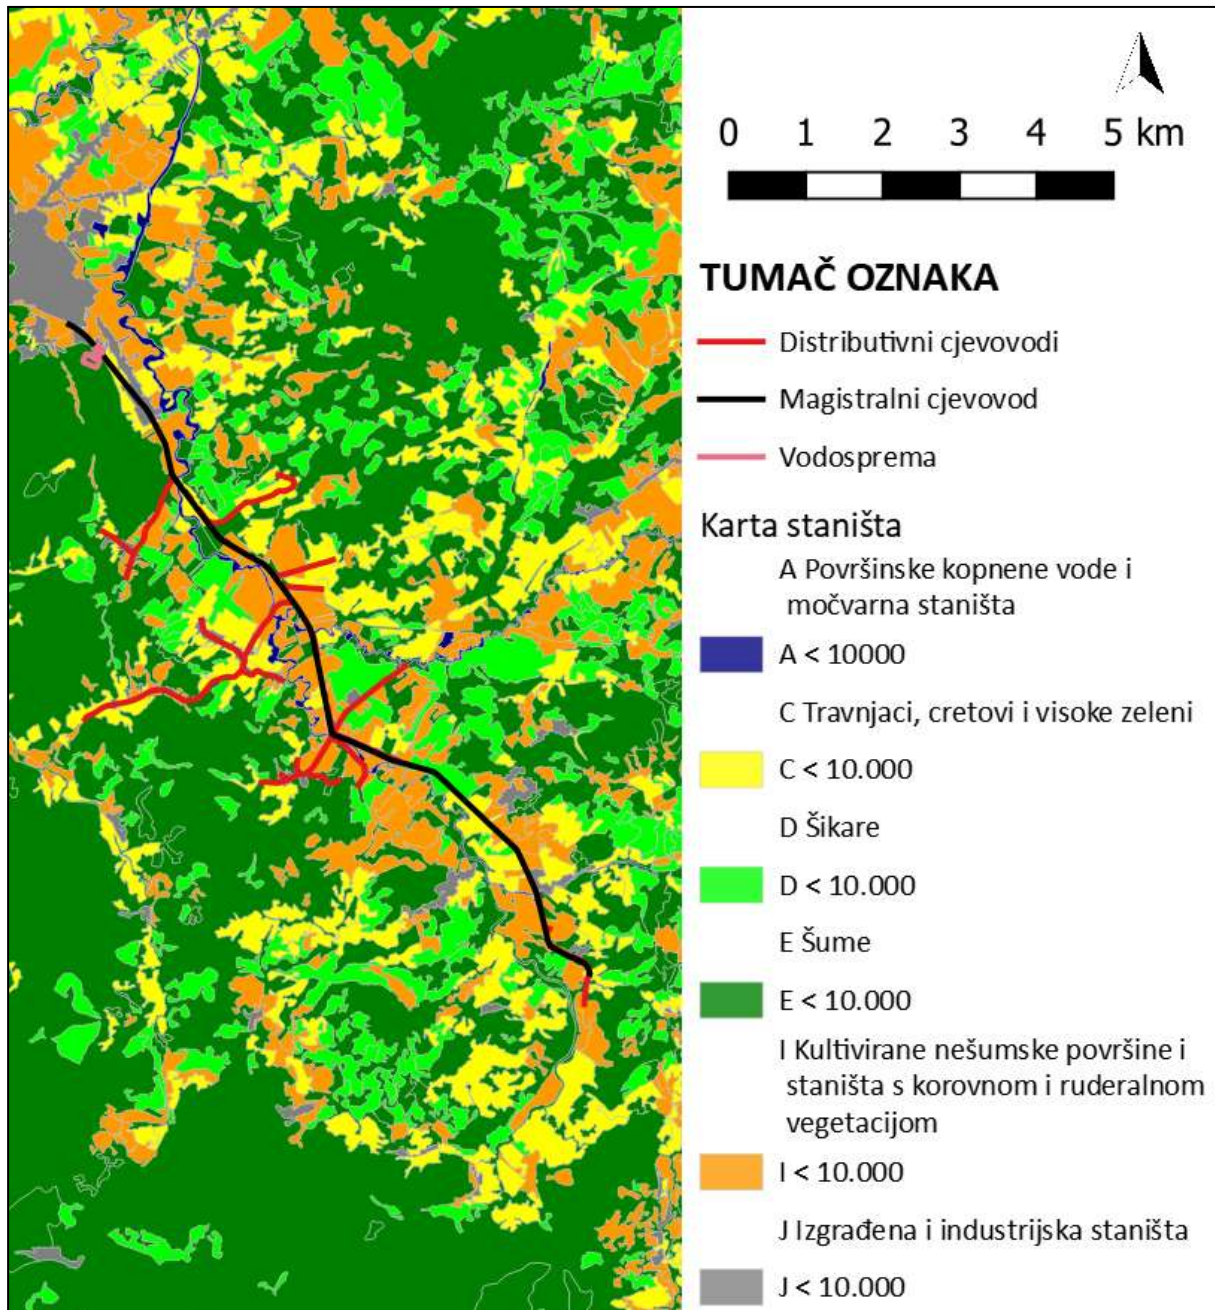 0 1 2 3 4 5 km
TUMAČ OZNAKA
Distributivni cjevovodi
Magistralni cjevovod
Vodosprema
Karta staništa
A Površinske kopnene vode i
močvarna staništa
A < 10000
C Travnjaci, cretovi i visoke zeleni
C < 10.000
D Šikare
D < 10.000
E Šume
E < 10.000
I Kultivirane nešumske površine i
staništa s korovnom i ruderalnom
vegetacijom
I < 10.000
J Izgrađena i industrijska staništa
J < 10.000